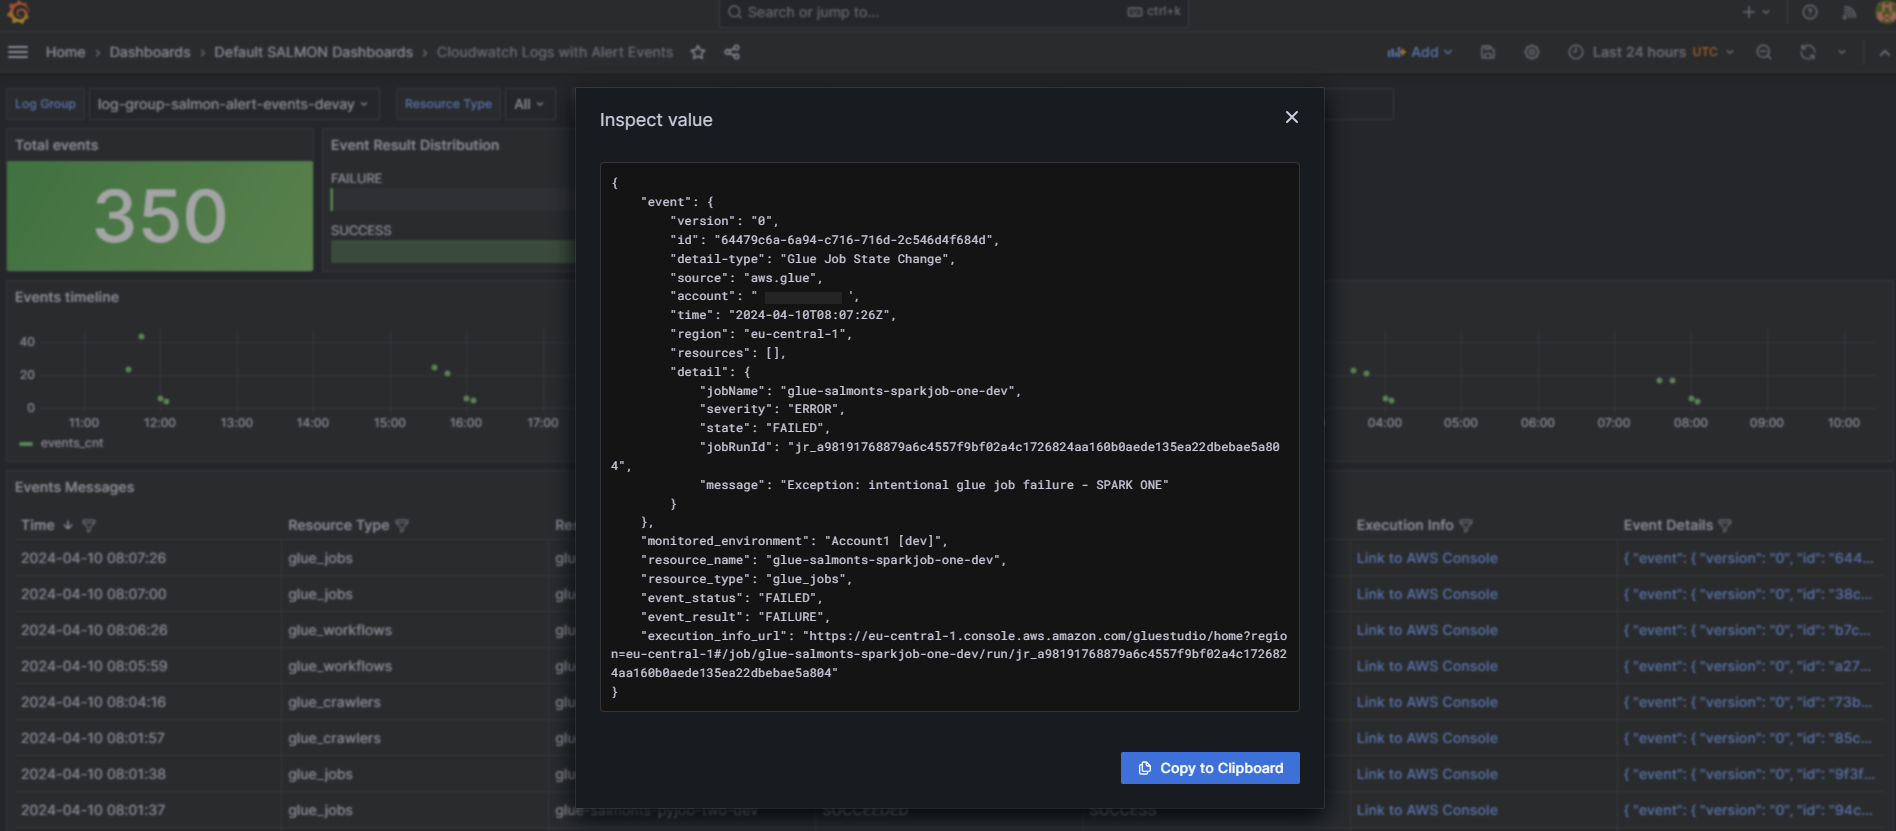 Search or jump to...
ctrl+k
Home › Dashboards › Default SALMON Dashboards › Cloudwatch Logs with Alert Events
Add
Last 24 hours UTC
Log Group
log-group-salmon-alert-events-devay
Resource Type
All
Total events
350
Event Result Distribution
FAILURE
SUCCESS
Events timeline
40
20
0
11:00 12:00 13:00 14:00 15:00 16:00 17:00 04:00 05:00 06:00 07:00 08:00 09:00 10:00
events_cnt
Inspect value
{
"event": {
"version": "0",
"id": "64479c6a-6a94-c716-716d-2c546d4f684d",
"detail-type": "Glue Job State Change",
"source": "aws.glue",
"account": " ',
"time": "2024-04-10T08:07:26Z",
"region": "eu-central-1",
"resources": [],
"detail": {
"jobName": "glue-salmonts-sparkjob-one-dev",
"severity": "ERROR",
"state": "FAILED",
"jobRunId": "jr_a98191768879a6c4557f9bf02a4c1726824aa160b0aede135ea22dbebae5a80
4",
"message": "Exception: intentional glue job failure - SPARK ONE"
}
},
"monitored_environment": "Account1 [dev]",
"resource_name": "glue-salmonts-sparkjob-one-dev",
"resource_type": "glue_jobs",
"event_status": "FAILED",
"event_result": "FAILURE",
"execution_info_url": "https://eu-central-1.console.aws.amazon.com/gluestudio/home?regio
n=eu-central-1#/job/glue-salmonts-sparkjob-one-dev/run/jr_a98191768879a6c4557f9bf02a4c172682
4aa160b0aede135ea22dbebae5a804"
}
Copy to Clipboard
Events Messages
Time Resource Type Res Execution Info Event Details
2024-04-10 08:07:26 glue_jobs glu Link to AWS Console { "event": { "version": "0", "id": "644...
2024-04-10 08:07:00 glue_jobs glu Link to AWS Console { "event": { "version": "0", "id": "38c...
2024-04-10 08:06:26 glue_workflows glu Link to AWS Console { "event": { "version": "0", "id": "b7c...
2024-04-10 08:05:59 glue_workflows glu Link to AWS Console { "event": { "version": "0", "id": "a27...
2024-04-10 08:04:16 glue_crawlers glu Link to AWS Console { "event": { "version": "0", "id": "73b...
2024-04-10 08:01:57 glue_crawlers glu Link to AWS Console { "event": { "version": "0", "id": "85c...
2024-04-10 08:01:38 glue_jobs glu Link to AWS Console { "event": { "version": "0", "id": "9f3f...
2024-04-10 08:01:37 glue_jobs glue-salmonts-pyjob-two-dev SUCCEEDED SUCCESS Link to AWS Console { "event": { "version": "0", "id": "94c...